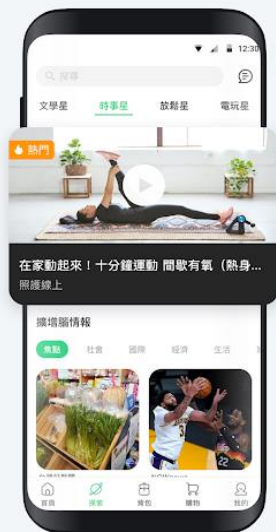 12:30
搜尋
文學星 時事星 放鬆星 電玩星
熱門
在家動起來！十分鐘運動 間歇有氧（熱身...
照護線上
擴增腦情報
焦點 社會 國際 經濟 生活
首頁 探索 背包 購物 我的